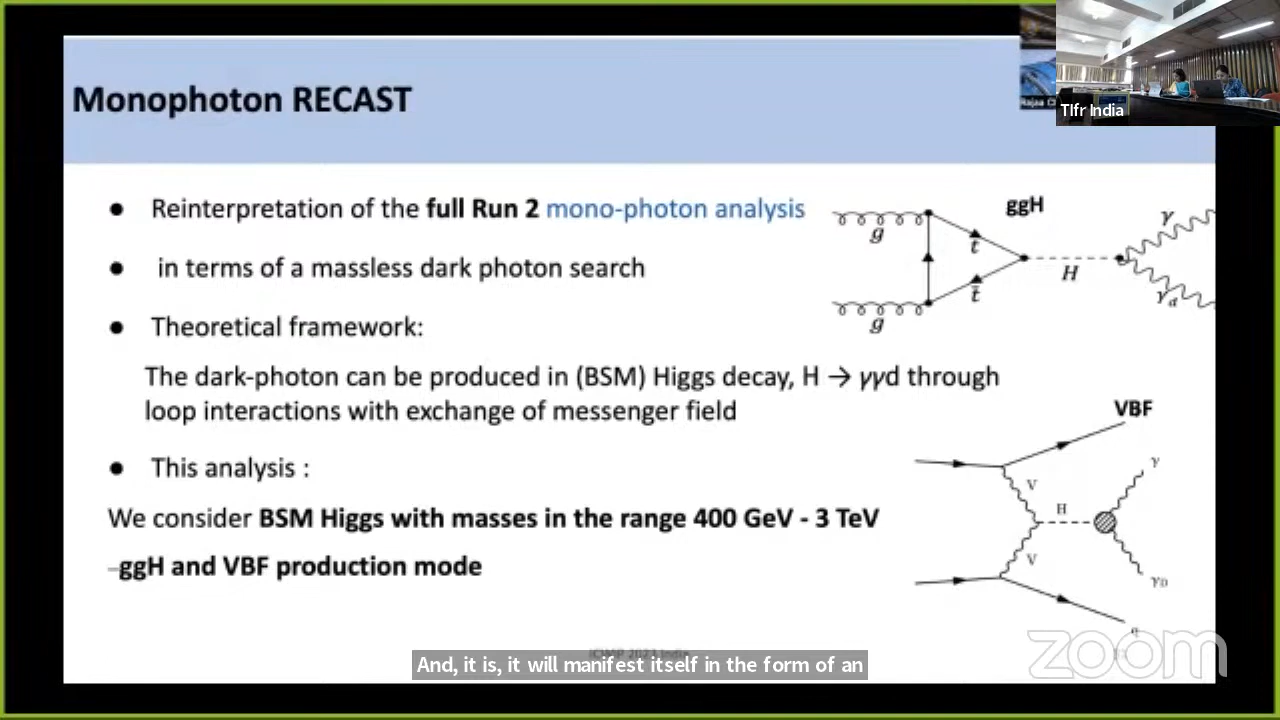 Monophoton RECAST
TIfr India
● Reinterpretation of the full Run 2 mono-photon analysis
● in terms of a massless dark photon search
● Theoretical framework:
The dark-photon can be produced in (BSM) Higgs decay, H → γγd through
loop interactions with exchange of messenger field
● This analysis :
We consider BSM Higgs with masses in the range 400 GeV - 3 TeV
–ggH and VBF production mode
ggH
g
g
t
t̄
H
γ
γd
VBF
V
V
H
γ
γD
q
And, it is, it will manifest itself in the form of an
zoom